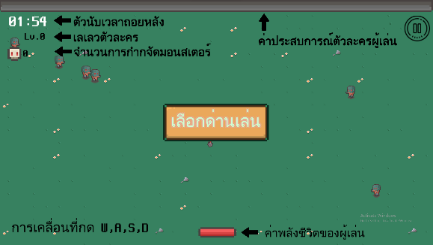 01:54 ตัวนับเวลาถอยหลัง
Lv.0 เลเลวตัวละคร
0 จำนวนการกำจัดมอนสเตอร์
ค่าประสบการณ์ตัวละครผู้เล่น
เลือกด่านเล่น
การเคลื่อนที่กด W,A,S,D
ค่าพลังชีวิตของผู้เล่น